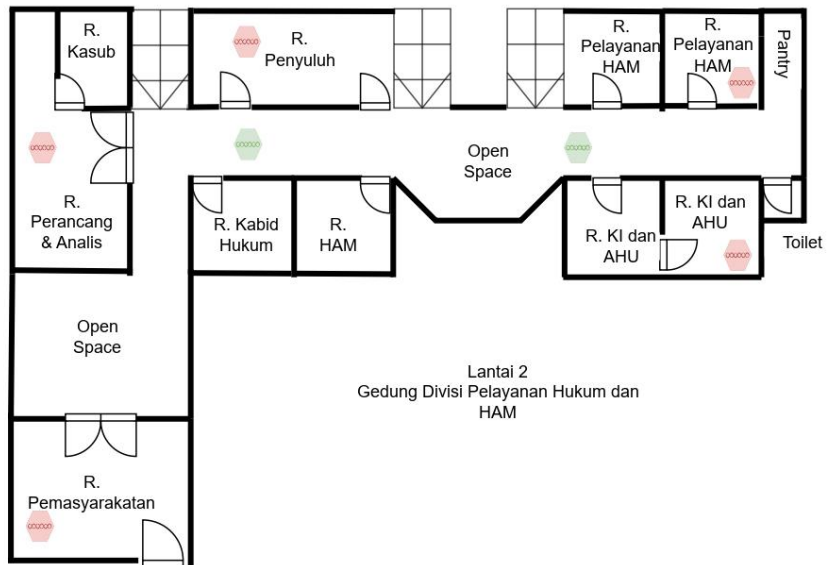 R.
Kasub
R.
Penyuluh
R.
Pelayanan
HAM
R.
Pelayanan
HAM
Pantry
Open
Space
R.
Perancang
& Analis
R. Kabid
Hukum
R.
HAM
R. KI dan
AHU
R. KI dan
AHU
Toilet
Open
Space
Lantai 2
Gedung Divisi Pelayanan Hukum dan
HAM
R.
Pemasyarakatan